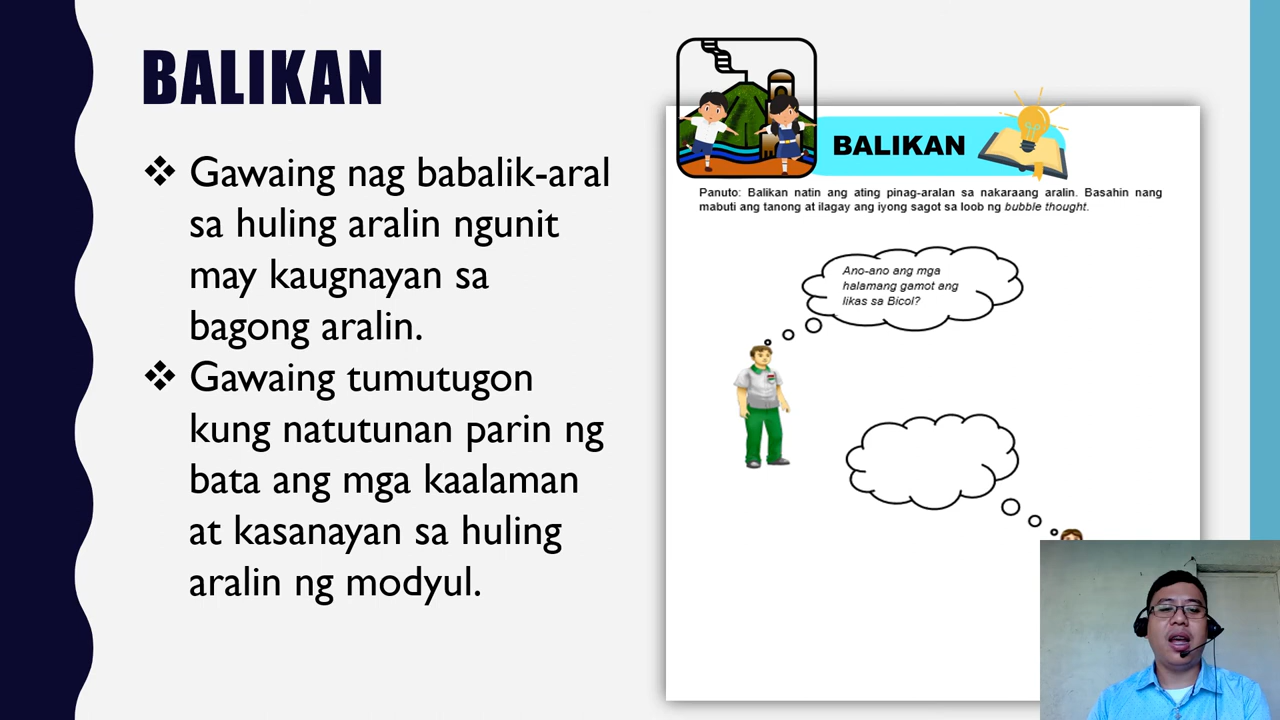 BALIKAN
❖ Gawaing nag babalik-aral
sa huling aralin ngunit
may kaugnayan sa
bagong aralin.
❖ Gawaing tumutugon
kung natutunan parin ng
bata ang mga kaalaman
at kasanayan sa huling
aralin ng modyul.
BALIKAN
Panuto: Balikan natin ang ating pinag-aralan sa nakaraang aralin. Basahin nang
mabuti ang tanong at ilagay ang iyong sagot sa loob ng bubble thought.
Ano-ano ang mga
halamang gamot ang
likas sa Bicol?